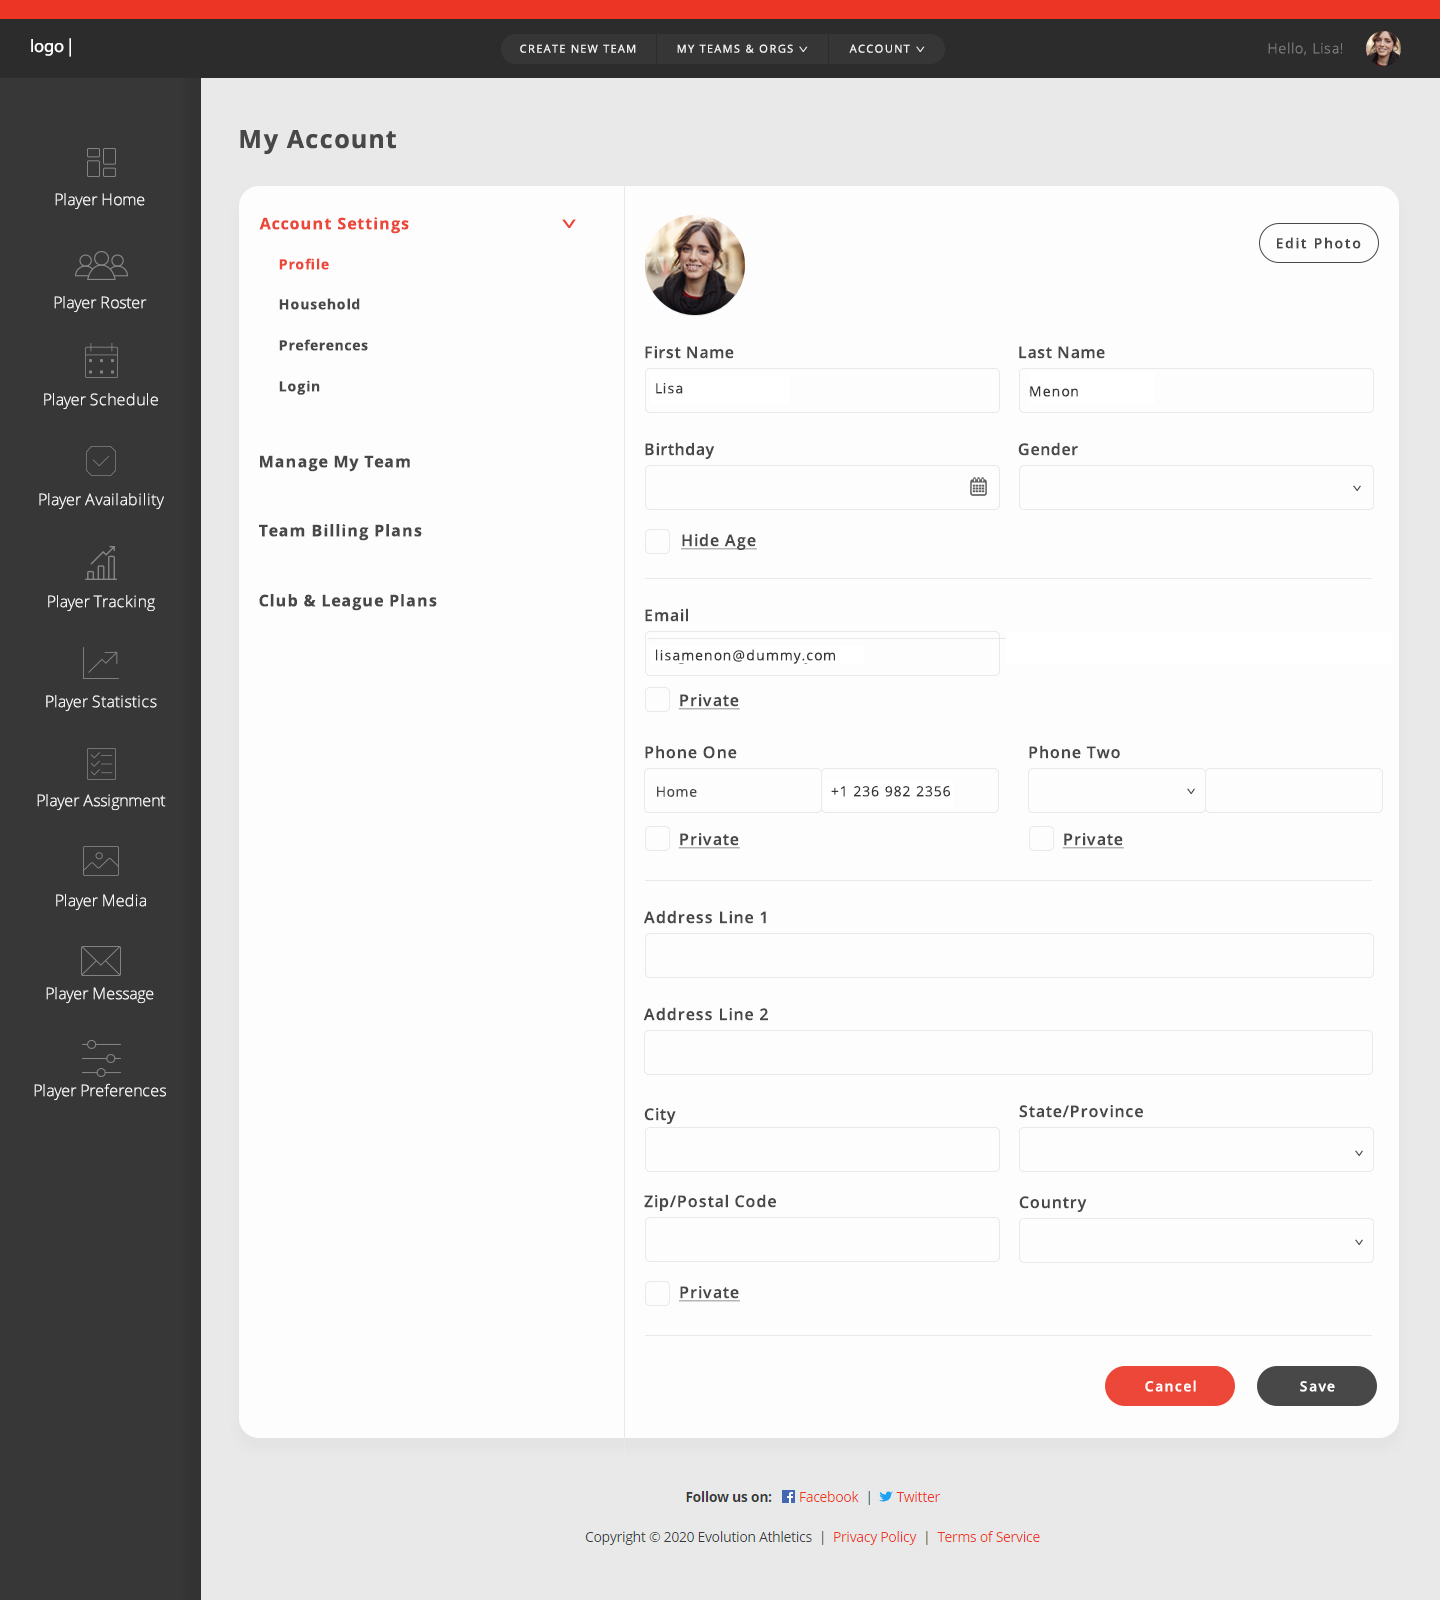 logo |
CREATE NEW TEAM
MY TEAMS & ORGS
ACCOUNT
Hello, Lisa!
Player Home
Player Roster
Player Schedule
Player Availability
Player Tracking
Player Statistics
Player Assignment
Player Media
Player Message
Player Preferences
My Account
Account Settings
Profile
Household
Preferences
Login
Manage My Team
Team Billing Plans
Club & League Plans
Edit Photo
First Name
Last Name
Lisa
Menon
Birthday
Gender
Hide Age
Email
lisamenon@dummy.com
Private
Phone One
Phone Two
Home
+1 236 982 2356
Private
Private
Address Line 1
Address Line 2
City
State/Province
Zip/Postal Code
Country
Private
Cancel
Save
Follow us on: Facebook | Twitter
Copyright © 2020 Evolution Athletics | Privacy Policy | Terms of Service